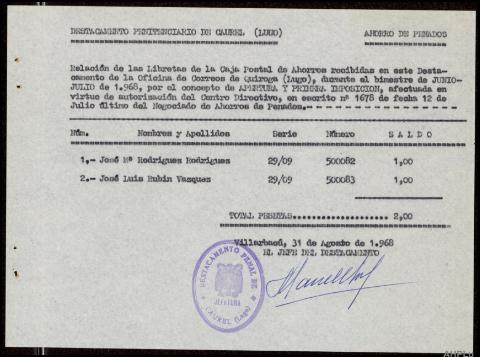 DESTACAMENTO PENITENCIARIO DE CAUREL (LUGO) AHORRO DE PENADOS
Relación de las Libretas de la Caja Postal de Ahorros recibidas en este Desta-
camento de la Oficina de Correos de Quiroga (Lugo), durante el bimestre de JUNIO-
JULIO de 1.968, por el concepto de APERTURA Y PRIMERA IMPOSICION, afectuada en
virtud de autorización del Centro Directivo, en escrito nº 1678 de fecha 12 de
Julio último del Negociado de Ahorros de Penados.-
Núm. Nombres y Apellidos Serie Número SALDO
1,- José Mª Rodrigues Rodrigues 29/09 500082 1,00
2.- José Luis Rubin Vazquez 29/09 500083 1,00
TOTAL PESETAS..................... 2,00
Villarbacú, 31 de Agosto de 1.968
EL JEFE DEL DESTACAMENTO
DESTACAMENTO PENAL DE
JEFATURA
CAUREL (Lugo)